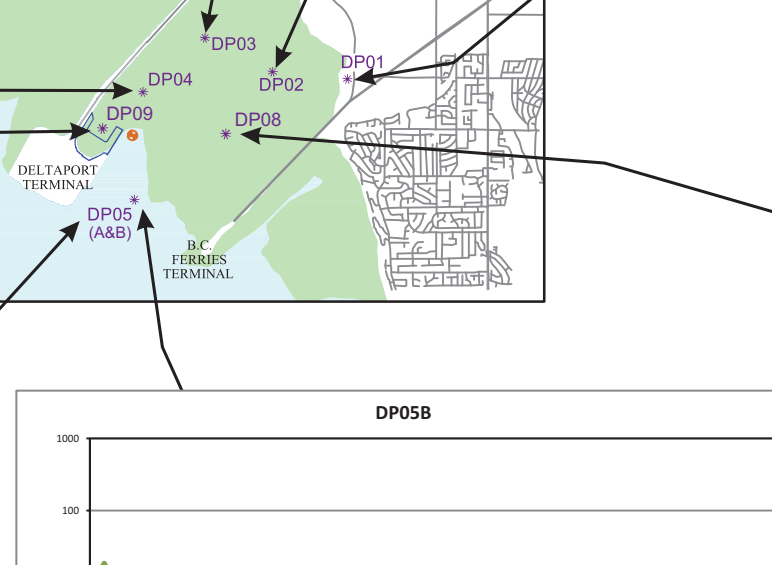 DP03
DP01
DP02
DP04
DP09
DP08
DELTAPORT
TERMINAL
DP05
(A&B)
B.C.
FERRIES
TERMINAL
DP05B
1000
100